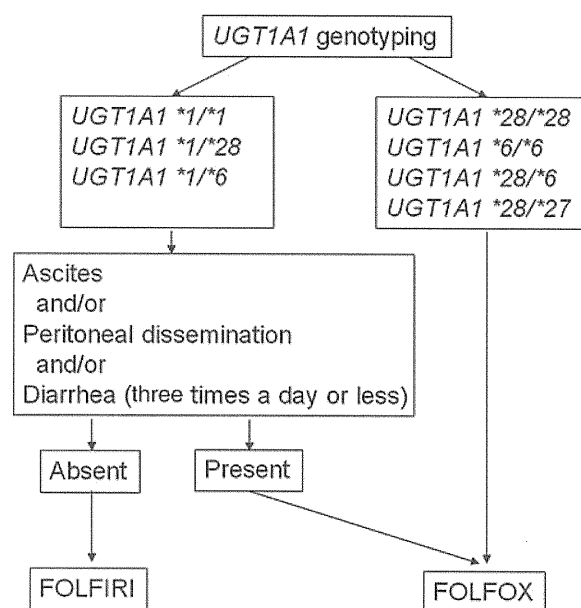 UGT1A1 genotyping
UGT1A1 *1/*1
UGT1A1 *1/*28
UGT1A1 *1/*6
UGT1A1 *28/*28
UGT1A1 *6/*6
UGT1A1 *28/*6
UGT1A1 *28/*27
Ascites
and/or
Peritoneal dissemination
and/or
Diarrhea (three times a day or less)
Absent
Present
FOLFIRI
FOLFOX